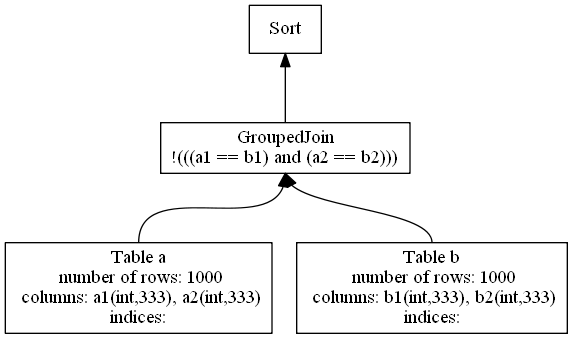 Sort
GroupedJoin
!(((a1 == b1) and (a2 == b2)))
Table a
number of rows: 1000
columns: a1(int,333), a2(int,333)
indices:
Table b
number of rows: 1000
columns: b1(int,333), b2(int,333)
indices: